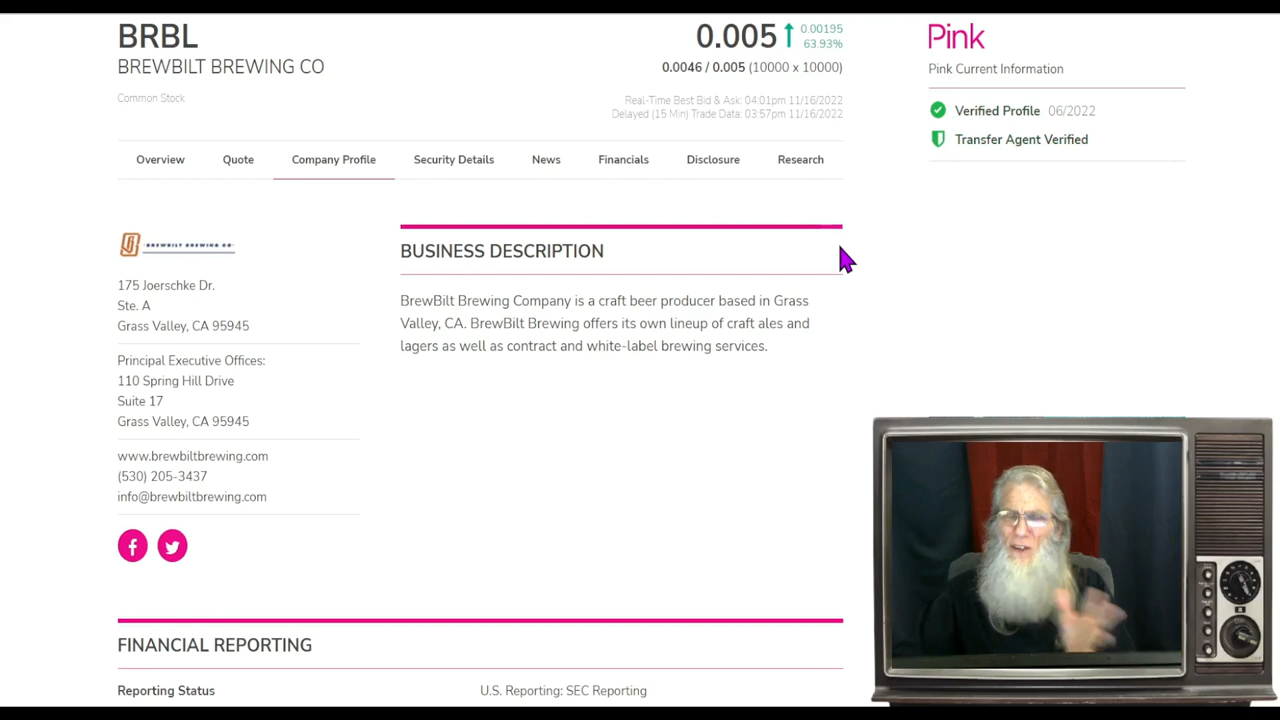 BRBL
BREWBILT BREWING CO
Common Stock
0.005 0.00195
63.93%
0.0046 / 0.005 (10000 x 10000)
Real-Time Best Bid & Ask: 04:01pm 11/16/2022
Delayed (15 Min) Trade Data: 03:57pm 11/16/2022
Pink
Pink Current Information
Verified Profile 06/2022
Transfer Agent Verified
Overview Quote Company Profile Security Details News Financials Disclosure Research
BREWBILT BREWING CO
175 Joerschke Dr.
Ste. A
Grass Valley, CA 95945
Principal Executive Offices:
110 Spring Hill Drive
Suite 17
Grass Valley, CA 95945
www.brewbiltbrewing.com
(530) 205-3437
info@brewbiltbrewing.com
BUSINESS DESCRIPTION
BrewBilt Brewing Company is a craft beer producer based in Grass
Valley, CA. BrewBilt Brewing offers its own lineup of craft ales and
lagers as well as contract and white-label brewing services.
FINANCIAL REPORTING
Reporting Status U.S. Reporting: SEC Reporting